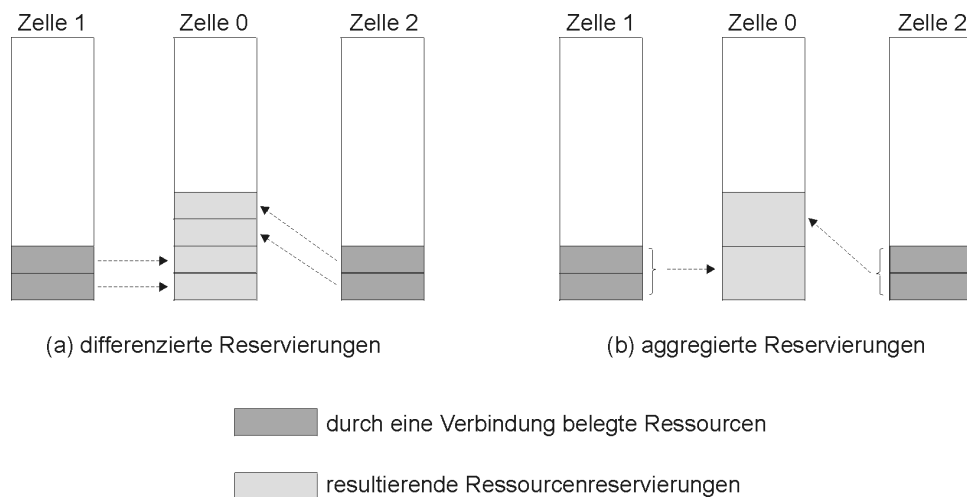 Zelle 1
Zelle 0
Zelle 2
Zelle 1
Zelle 0
Zelle 2
(a) differenzierte Reservierungen
(b) aggregierte Reservierungen
durch eine Verbindung belegte Ressourcen
resultierende Ressourcenreservierungen